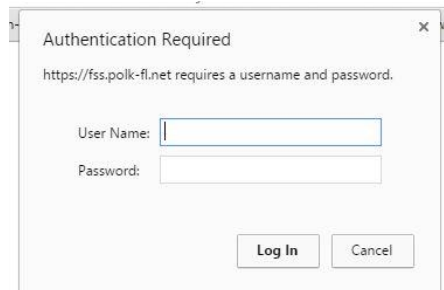 Authentication Required
https://fss.polk-fl.net requires a username and password.
User Name:
Password:
Log In
Cancel